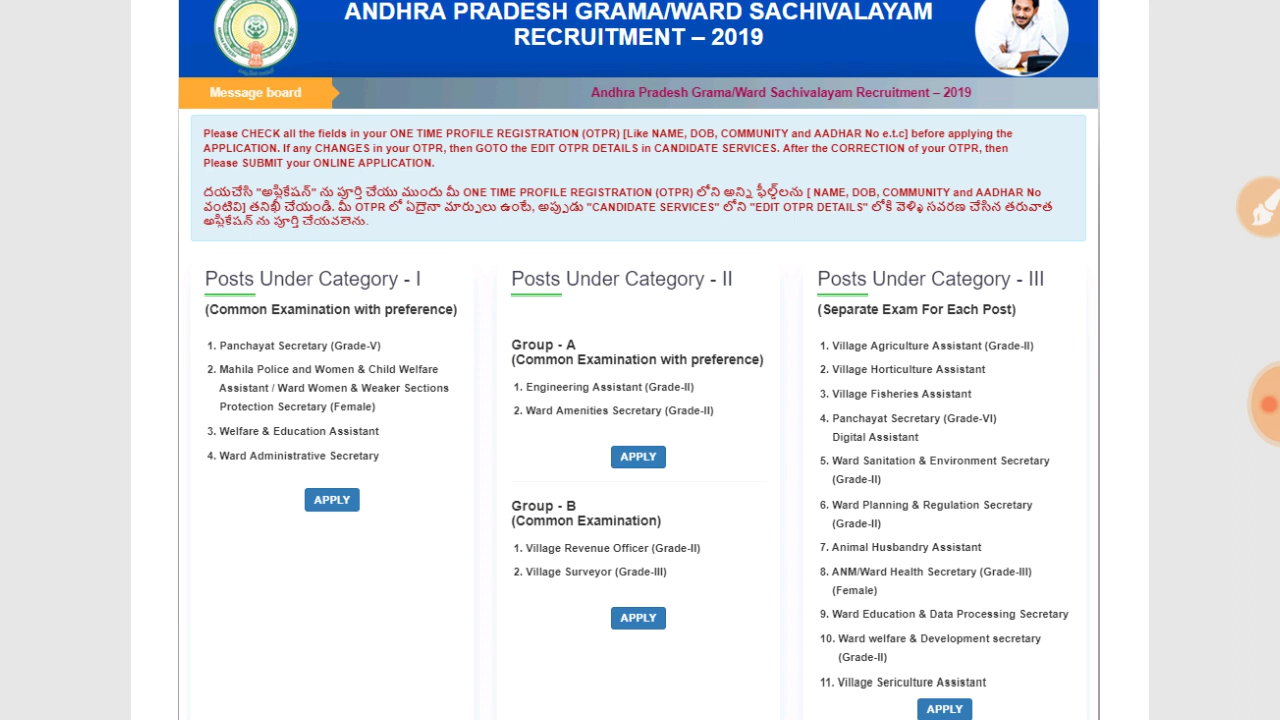 ANDHRA PRADESH GRAMA/WARD SACHIVALAYAM
RECRUITMENT – 2019
Message board
Andhra Pradesh Grama/Ward Sachivalayam Recruitment – 2019
Please CHECK all the fields in your ONE TIME PROFILE REGISTRATION (OTPR) [Like NAME, DOB, COMMUNITY and AADHAR No e.t.c] before applying the
APPLICATION. If any CHANGES in your OTPR, then GOTO the EDIT OTPR DETAILS in CANDIDATE SERVICES. After the CORRECTION of your OTPR, then
Please SUBMIT your ONLINE APPLICATION.
దయచేసి "అప్లికేషన్" ను పూర్తి చేయు ముందు మీ ONE TIME PROFILE REGISTRATION (OTPR) లోని అన్ని ఫీల్డ్‌లను [ NAME, DOB, COMMUNITY and AADHAR No
వంటివి] తనిఖీ చేయండి. మీ OTPR లో ఏదైనా మార్పులు ఉంటే, అప్పుడు "CANDIDATE SERVICES" లోని "EDIT OTPR DETAILS" లోకి వెళ్ళి సవరణ చేసిన తరువాత
అప్లికేషన్ ను పూర్తి చేయవలెను.
Posts Under Category - I
(Common Examination with preference)
1. Panchayat Secretary (Grade-V)
2. Mahila Police and Women & Child Welfare
Assistant / Ward Women & Weaker Sections
Protection Secretary (Female)
3. Welfare & Education Assistant
4. Ward Administrative Secretary
APPLY
Posts Under Category - II
Group - A
(Common Examination with preference)
1. Engineering Assistant (Grade-II)
2. Ward Amenities Secretary (Grade-II)
APPLY
Group - B
(Common Examination)
1. Village Revenue Officer (Grade-II)
2. Village Surveyor (Grade-III)
APPLY
Posts Under Category - III
(Separate Exam For Each Post)
1. Village Agriculture Assistant (Grade-II)
2. Village Horticulture Assistant
3. Village Fisheries Assistant
4. Panchayat Secretary (Grade-VI)
Digital Assistant
5. Ward Sanitation & Environment Secretary
(Grade-II)
6. Ward Planning & Regulation Secretary
(Grade-II)
7. Animal Husbandry Assistant
8. ANM/Ward Health Secretary (Grade-III)
(Female)
9. Ward Education & Data Processing Secretary
10. Ward welfare & Development secretary
(Grade-II)
11. Village Sericulture Assistant
APPLY